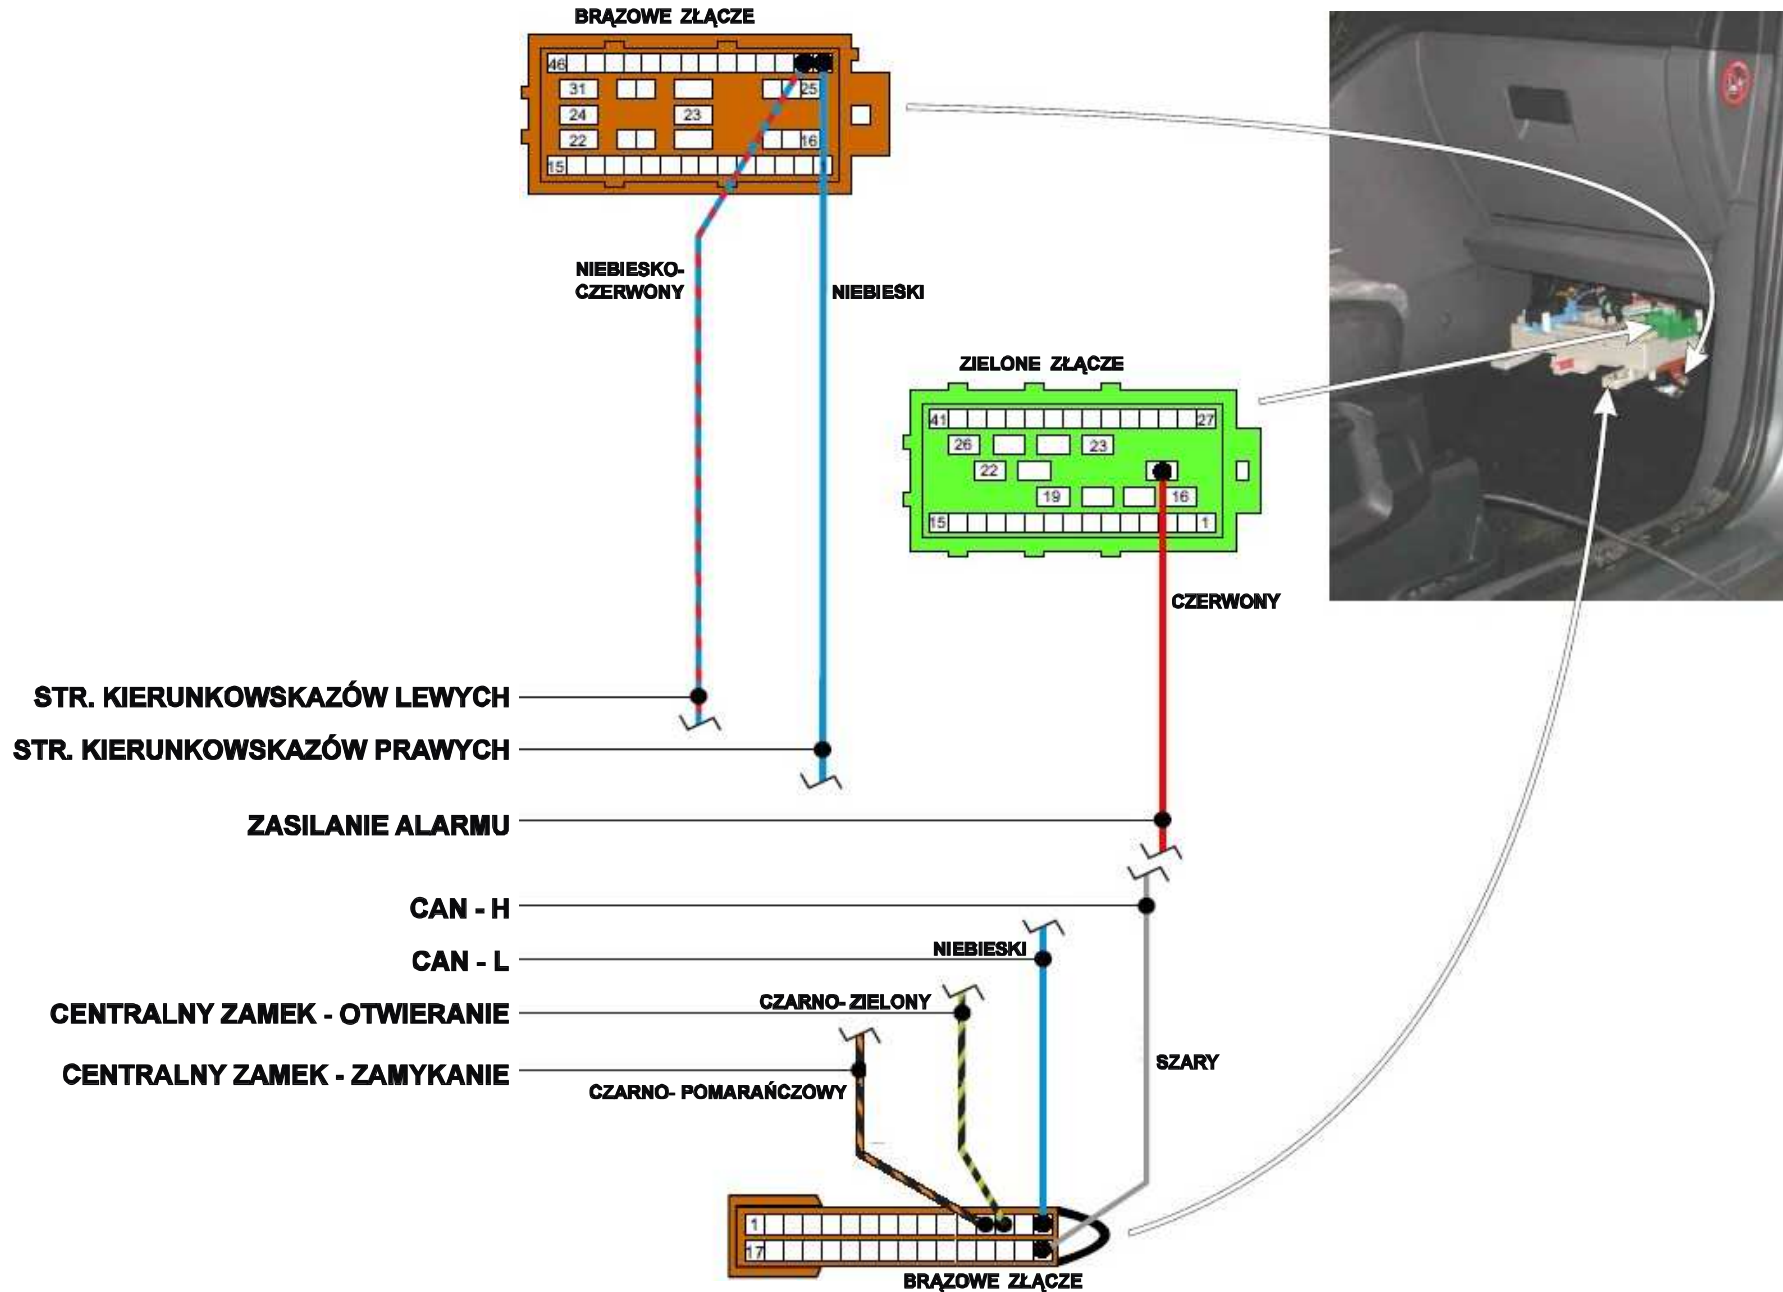 BRĄZOWE ZŁĄCZE
46
31
25
24
23
22
16
15
NIEBIESKO-
CZERWONY
NIEBIESKI
ZIELONE ZŁĄCZE
41
27
26
23
22
19
16
15
1
CZERWONY
STR. KIERUNKOWSKAZÓW LEWYCH
STR. KIERUNKOWSKAZÓW PRAWYCH
ZASILANIE ALARMU
CAN - H
CAN - L
NIEBIESKI
CENTRALNY ZAMEK - OTWIERANIE
CZARNO- ZIELONY
CENTRALNY ZAMEK - ZAMYKANIE
CZARNO- POMARAŃCZOWY
SZARY
1
17
BRĄZOWE ZŁĄCZE